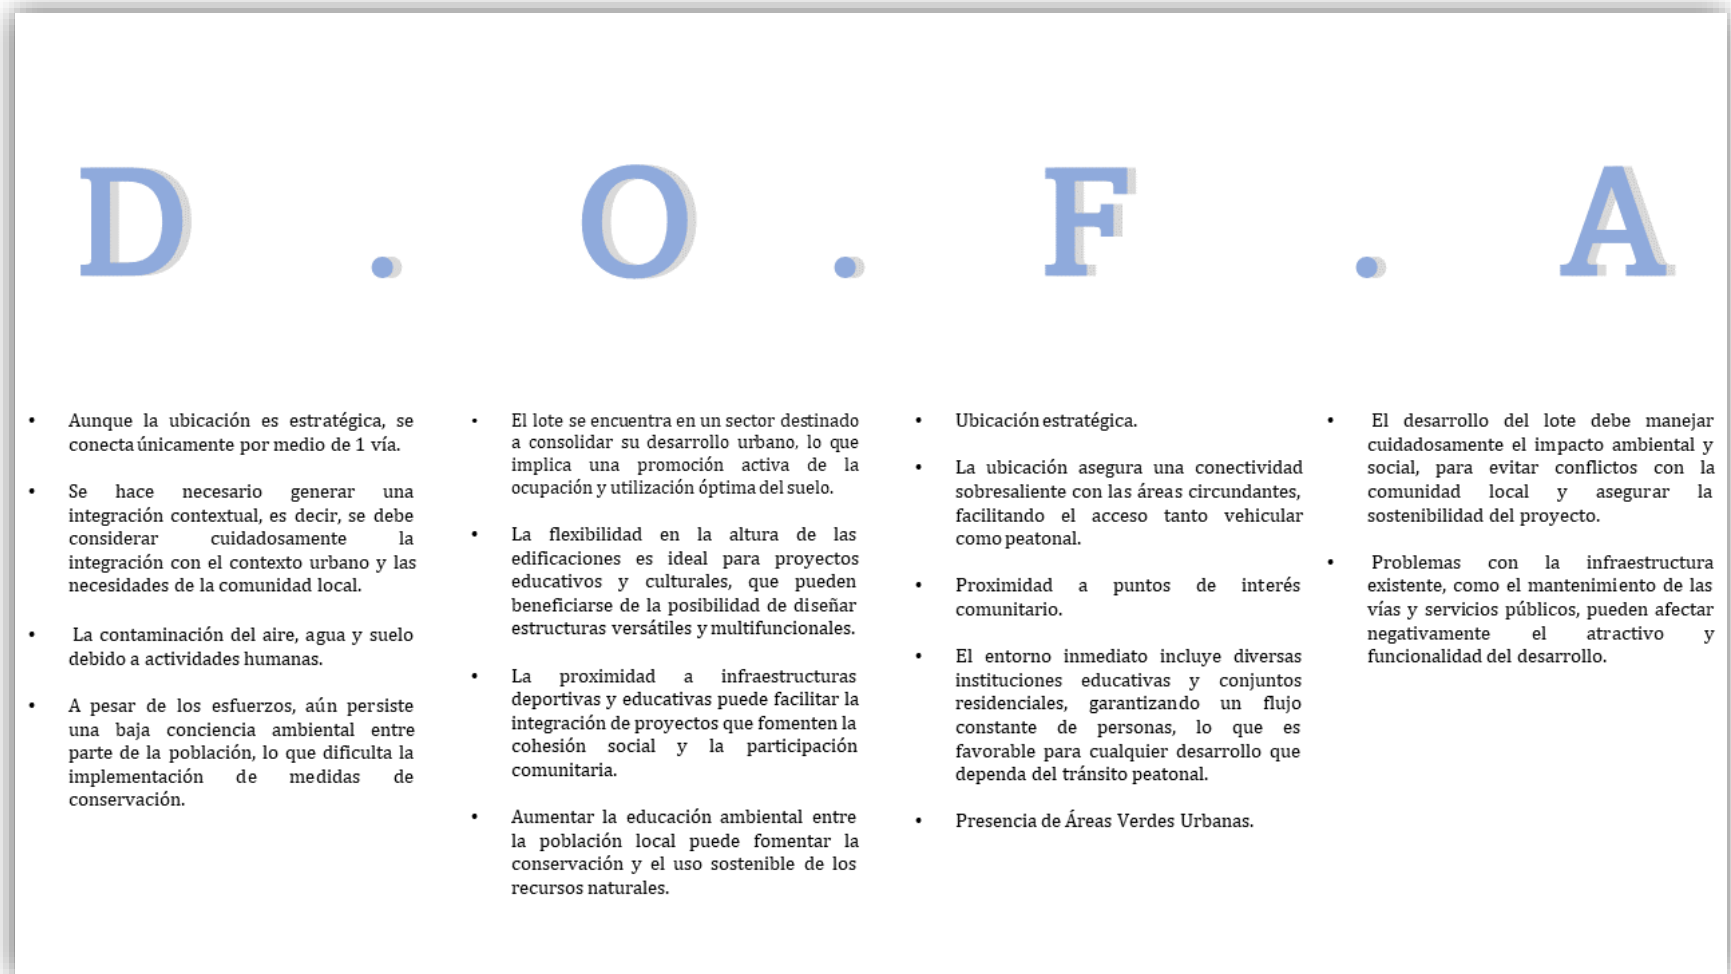 D . O . F . A
• Aunque la ubicación es estratégica, se
conecta únicamente por medio de 1 vía.
• Se hace necesario generar una
integración contextual, es decir, se debe
considerar cuidadosamente la
integración con el contexto urbano y las
necesidades de la comunidad local.
• La contaminación del aire, agua y suelo
debido a actividades humanas.
• A pesar de los esfuerzos, aún persiste
una baja conciencia ambiental entre
parte de la población, lo que dificulta la
implementación de medidas de
conservación.
• El lote se encuentra en un sector destinado
a consolidar su desarrollo urbano, lo que
implica una promoción activa de la
ocupación y utilización óptima del suelo.
• La flexibilidad en la altura de las
edificaciones es ideal para proyectos
educativos y culturales, que pueden
beneficiarse de la posibilidad de diseñar
estructuras versátiles y multifuncionales.
• La proximidad a infraestructuras
deportivas y educativas puede facilitar la
integración de proyectos que fomenten la
cohesión social y la participación
comunitaria.
• Aumentar la educación ambiental entre
la población local puede fomentar la
conservación y el uso sostenible de los
recursos naturales.
• Ubicación estratégica.
• La ubicación asegura una conectividad
sobresaliente con las áreas circundantes,
facilitando el acceso tanto vehicular
como peatonal.
• Proximidad a puntos de interés
comunitario.
• El entorno inmediato incluye diversas
instituciones educativas y conjuntos
residenciales, garantizando un flujo
constante de personas, lo que es
favorable para cualquier desarrollo que
dependa del tránsito peatonal.
• Presencia de Áreas Verdes Urbanas.
• El desarrollo del lote debe manejar
cuidadosamente el impacto ambiental y
social, para evitar conflictos con la
comunidad local y asegurar la
sostenibilidad del proyecto.
• Problemas con la infraestructura
existente, como el mantenimiento de las
vías y servicios públicos, pueden afectar
negativamente el atractivo y
funcionalidad del desarrollo.